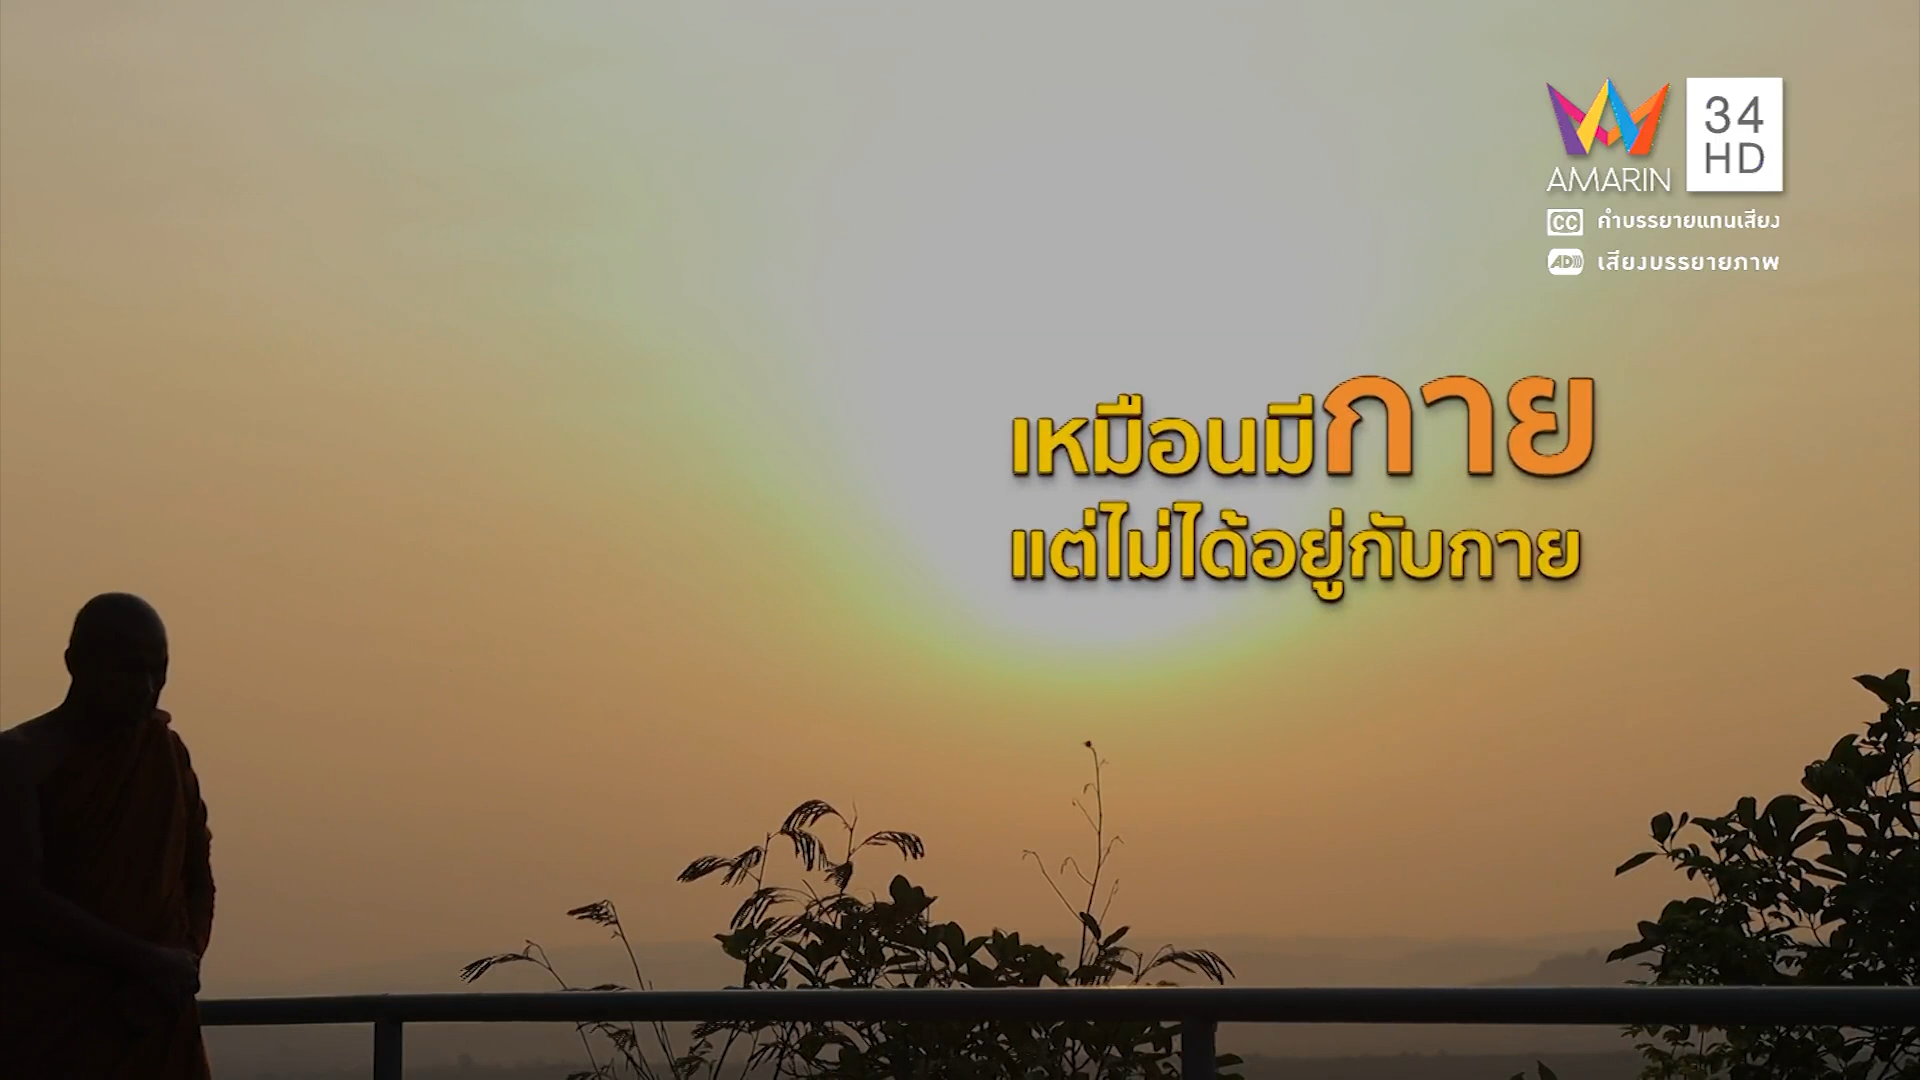 AMARIN
34
HD
CC คำบรรยายแทนเสียง
AD เสียงบรรยายภาพ
เหมือนมีกาย
แต่ไม่ได้อยู่กับกาย